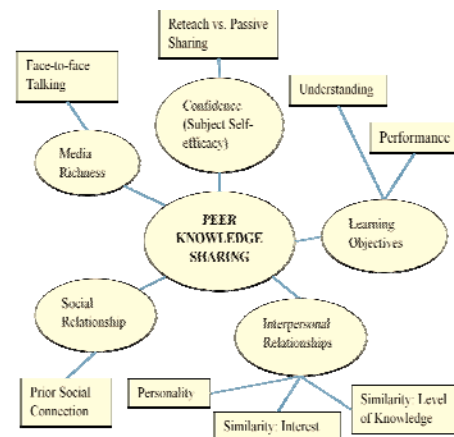 Reteach vs. Passive
Sharing
Face-to-face
Talking
Understanding
Confidence
(Subject Self-
efficacy)
Performance
Media
Richness
PEER
KNOWLEDGE
SHARING
Learning
Objectives
Social
Relationship
Interpersonal
Relationships
Prior Social
Connection
Personality
Similarity: Interest
Similarity: Level
of Knowledge